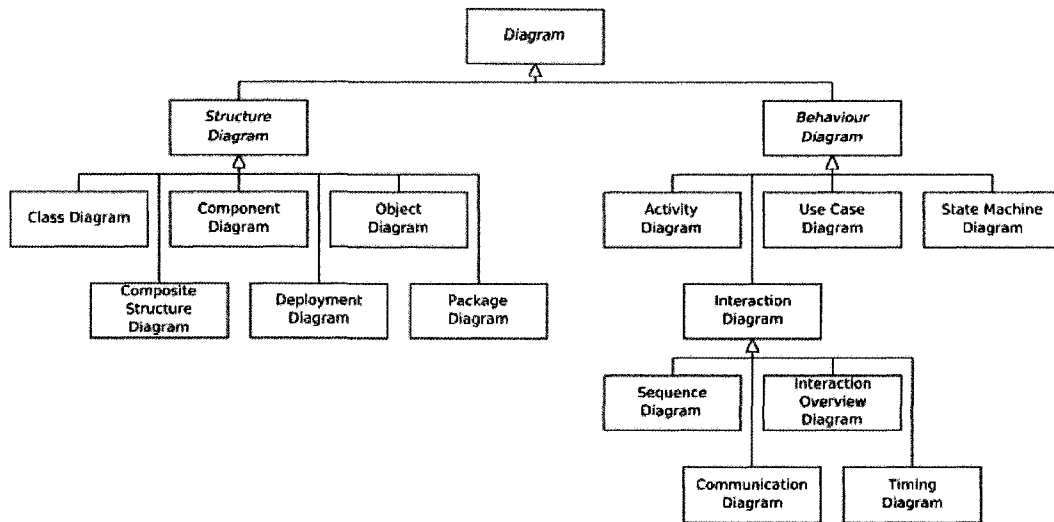 Diagram
Structure
Diagram
Behaviour
Diagram
Class Diagram
Component
Diagram
Object
Diagram
Activity
Diagram
Use Case
Diagram
State Machine
Diagram
Composite
Structure
Diagram
Deployment
Diagram
Package
Diagram
Interaction
Diagram
Sequence
Diagram
Interaction
Overview
Diagram
Communication
Diagram
Timing
Diagram